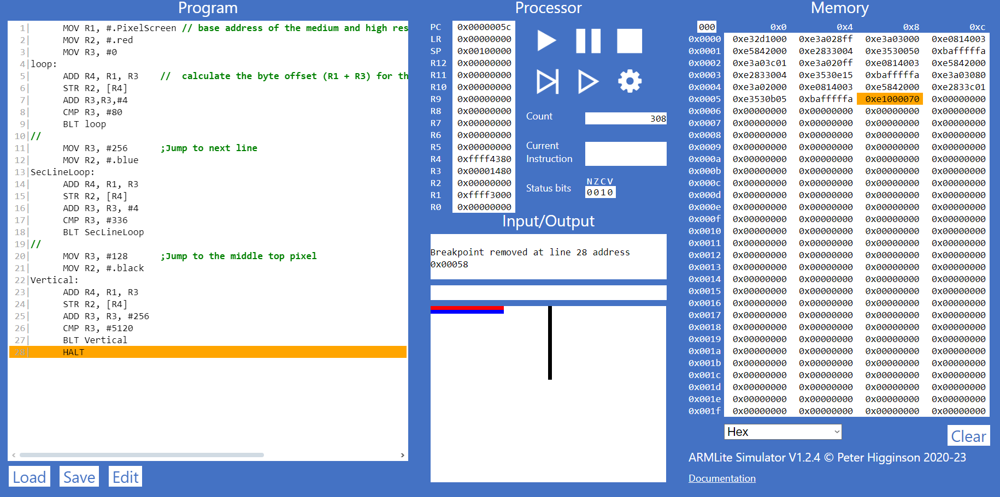 Program
1| MOV R1, #.PixelScreen // base address of the medium and high res
2| MOV R2, #.red
3| MOV R3, #0
4|loop:
5| ADD R4, R1, R3 // calculate the byte offset (R1 + R3) for th
6| STR R2, [R4]
7| ADD R3,R3,#4
8| CMP R3, #80
9| BLT loop
10|//
11| MOV R3, #256 ;Jump to next line
12| MOV R2, #.blue
13|SecLineLoop:
14| ADD R4, R1, R3
15| STR R2, [R4]
16| ADD R3, R3, #4
17| CMP R3, #336
18| BLT SecLineLoop
19|//
20| MOV R3, #128 ;Jump to the middle top pixel
21| MOV R2, #.black
22|Vertical:
23| ADD R4, R1, R3
24| STR R2, [R4]
25| ADD R3, R3, #256
26| CMP R3, #5120
27| BLT Vertical
28| HALT
Load Save Edit
Processor
PC 0x0000005c
LR 0x00000000
SP 0x00100000
R12 0x00000000
R11 0x00000000
R10 0x00000000
R9 0x00000000
R8 0x00000000
R7 0x00000000
R6 0x00000000
R5 0x00000000
R4 0xffff4380
R3 0x00001480
R2 0x00000000
R1 0xffff3000
R0 0x00000000
Count 308
Current
Instruction
Status bits
NZCV
0010
Input/Output
Breakpoint removed at line 28 address
0x00058
Memory
000 0x0 0x4 0x8 0xc
0x0000 0xe32d1000 0xe3a028ff 0xe3a03000 0xe0814003
0x0001 0xe5842000 0xe2833004 0xe3530050 0xbafffffa
0x0002 0xe3a03c01 0xe3a020ff 0xe0814003 0xe5842000
0x0003 0xe2833004 0xe3530e15 0xbafffffa 0xe3a03080
0x0004 0xe3a02000 0xe0814003 0xe5842000 0xe2833c01
0x0005 0xe3530b05 0xbafffffa 0xe1000070 0x00000000
0x0006 0x00000000 0x00000000 0x00000000 0x00000000
0x0007 0x00000000 0x00000000 0x00000000 0x00000000
0x0008 0x00000000 0x00000000 0x00000000 0x00000000
0x0009 0x00000000 0x00000000 0x00000000 0x00000000
0x000a 0x00000000 0x00000000 0x00000000 0x00000000
0x000b 0x00000000 0x00000000 0x00000000 0x00000000
0x000c 0x00000000 0x00000000 0x00000000 0x00000000
0x000d 0x00000000 0x00000000 0x00000000 0x00000000
0x000e 0x00000000 0x00000000 0x00000000 0x00000000
0x000f 0x00000000 0x00000000 0x00000000 0x00000000
0x0010 0x00000000 0x00000000 0x00000000 0x00000000
0x0011 0x00000000 0x00000000 0x00000000 0x00000000
0x0012 0x00000000 0x00000000 0x00000000 0x00000000
0x0013 0x00000000 0x00000000 0x00000000 0x00000000
0x0014 0x00000000 0x00000000 0x00000000 0x00000000
0x0015 0x00000000 0x00000000 0x00000000 0x00000000
0x0016 0x00000000 0x00000000 0x00000000 0x00000000
0x0017 0x00000000 0x00000000 0x00000000 0x00000000
0x0018 0x00000000 0x00000000 0x00000000 0x00000000
0x0019 0x00000000 0x00000000 0x00000000 0x00000000
0x001a 0x00000000 0x00000000 0x00000000 0x00000000
0x001b 0x00000000 0x00000000 0x00000000 0x00000000
0x001c 0x00000000 0x00000000 0x00000000 0x00000000
0x001d 0x00000000 0x00000000 0x00000000 0x00000000
0x001e 0x00000000 0x00000000 0x00000000 0x00000000
0x001f 0x00000000 0x00000000 0x00000000 0x00000000
Hex
Clear
ARMLite Simulator V1.2.4 © Peter Higginson 2020-23
Documentation